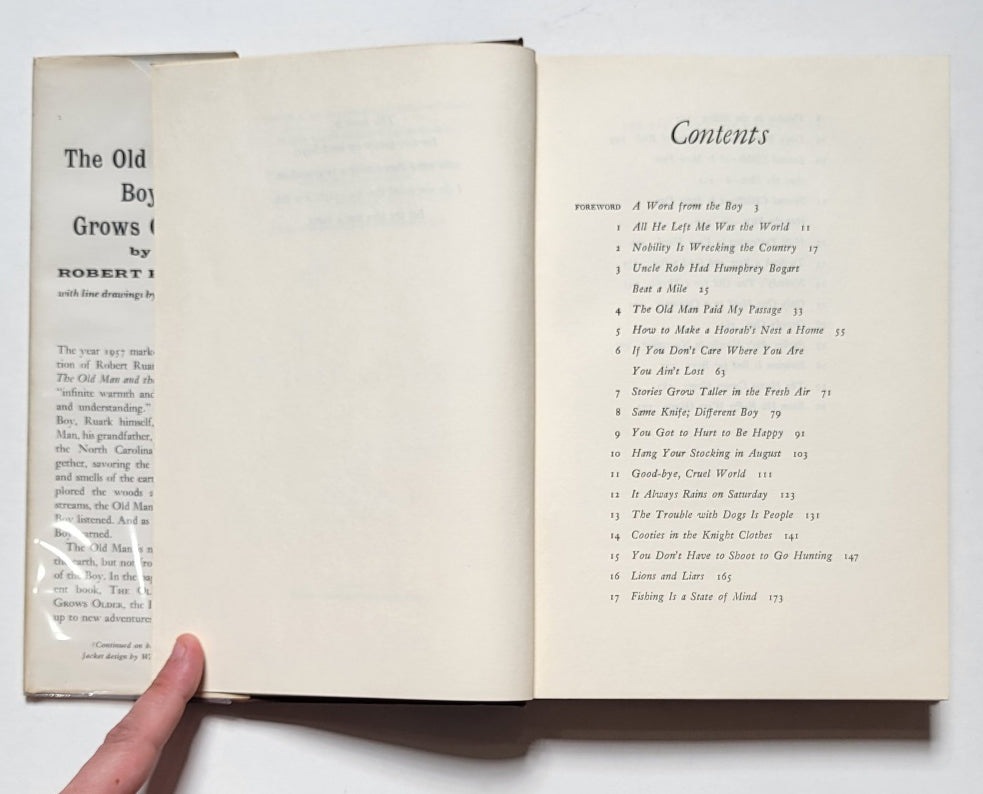 The Old
Boy
Grows
by
ROBERT
with line drawings by
The year 1957 mark
tion of Robert Ruar
The Old Man and the
"infinite warmth and
and understanding."
Boy, Ruark himself,
Man, his grandfather,
the North Carolina
gether, savoring the
and smells of the ear
plored the woods
streams, the Old Man
Boy listened. And as
Boy
The Old Man is n
the earth, but not fro
of the Boy. In the
ent book, THE OL
GROWS OLDER, the
up to new adventure
(Continued on b
Jacket design by
Contents
FOREWORD A Word from the Boy 3
1 All He Left Me Was the World 11
2 Nobility Is Wrecking the Country 17
3 Uncle Rob Had Humphrey Bogart
Beat a Mile 25
4 The Old Man Paid My Passage 33
5 How to Make a Hoorah's Nest a Home 55
6 If You Don't Care Where You Are
You Ain't Lost 63
7 Stories Grow Taller in the Fresh Air 71
8 Same Knife; Different Boy 79
9 You Got to Hurt to Be Happy 91
10 Hang Your Stocking in August 103
11 Good-bye, Cruel World 111
12 It Always Rains on Saturday 123
13 The Trouble with Dogs Is People 131
14 Cooties in the Knight Clothes 141
15 You Don't Have to Shoot to Go Hunting 147
16 Lions and Liars 165
17 Fishing Is a State of Mind 173